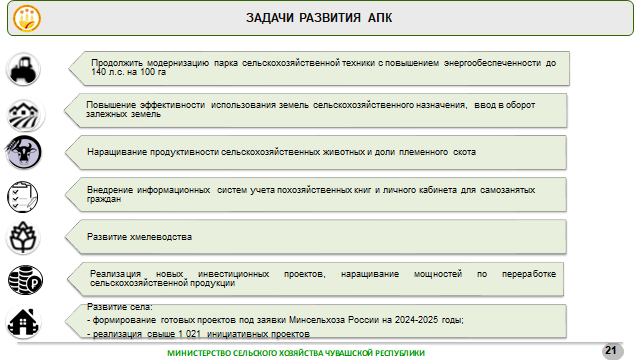 ЗАДАЧИ РАЗВИТИЯ АПК
Продолжить модернизацию парка сельскохозяйственной техники с повышением энергообеспеченности до
140 л.с. на 100 га
Повышение эффективности использования земель сельскохозяйственного назначения, ввод в оборот
залежных земель
Наращивание продуктивности сельскохозяйственных животных и доли племенного скота
Внедрение информационных систем учета похозяйственных книг и личного кабинета для самозанятых
граждан
Развитие хмелеводства
Реализация новых инвестиционных проектов, наращивание мощностей по переработке
сельскохозяйственной продукции
Развитие села:
- формирование готовых проектов под заявки Минсельхоза России на 2024-2025 годы;
- реализация свыше 1 021 инициативных проектов
МИНИСТЕРСТВО СЕЛЬСКОГО ХОЗЯЙСТВА ЧУВАШСКОЙ РЕСПУБЛИКИ
21